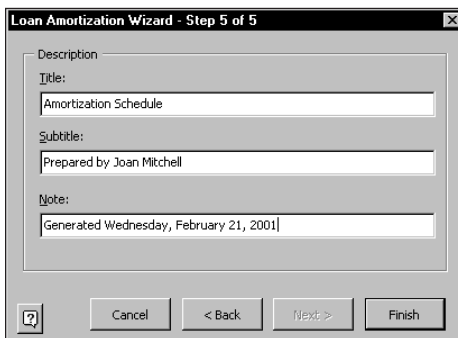 Loan Amortization Wizard - Step 5 of 5
Description
Title:
Amortization Schedule
Subtitle:
Prepared by Joan Mitchell
Note:
Generated Wednesday, February 21, 2001
Cancel
< Back
Next >
Finish